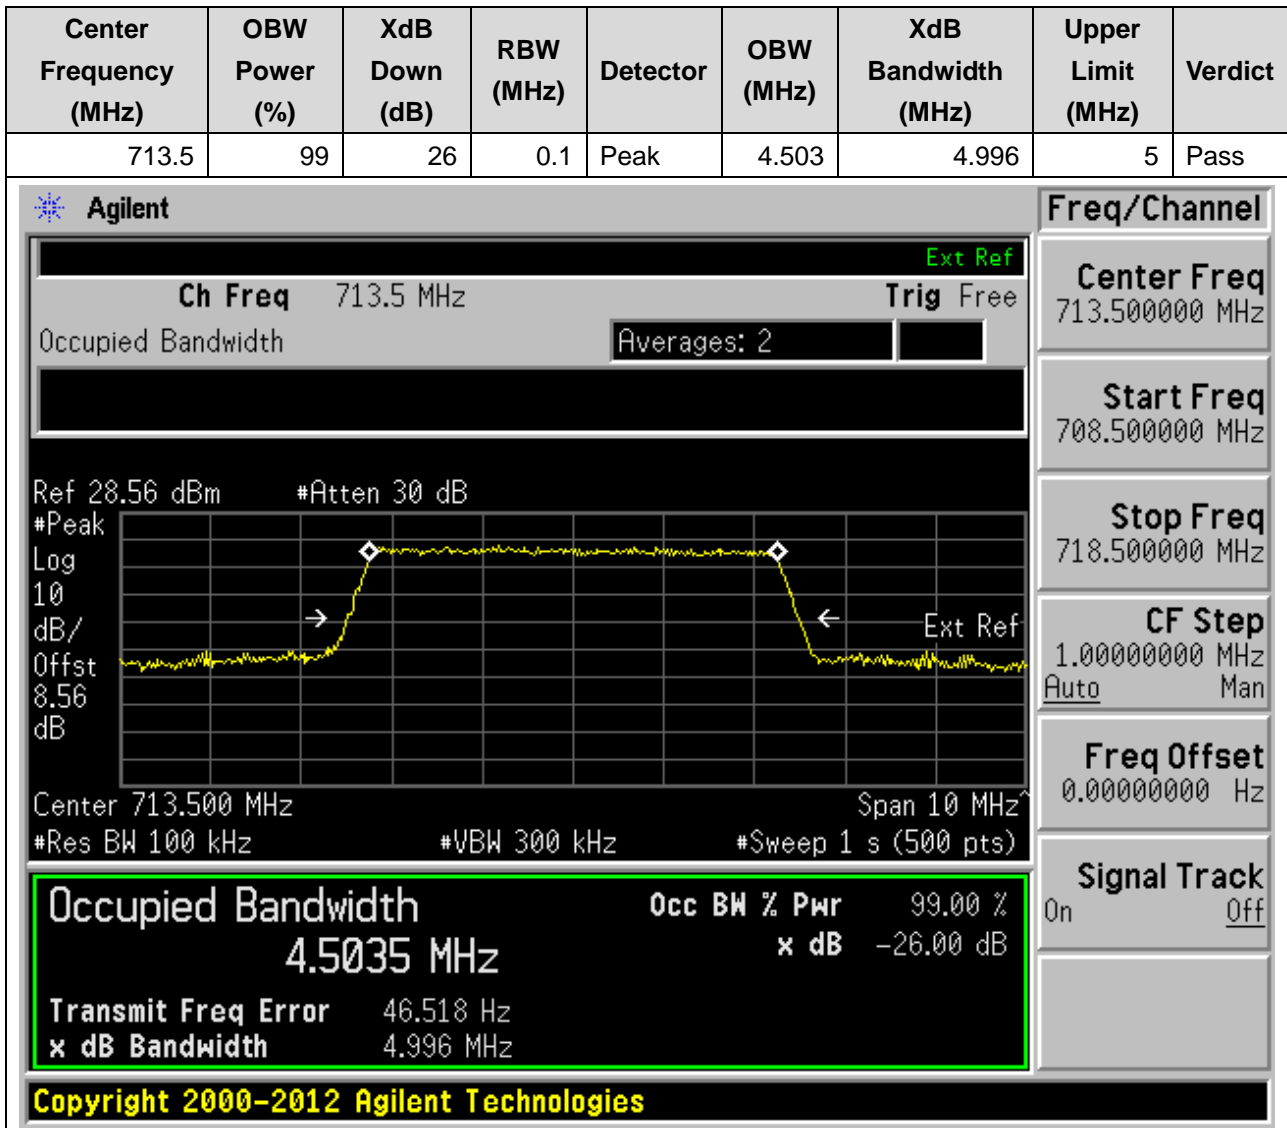 Center Frequency (MHz) OBW Power (%) XdB Down (dB) RBW (MHz) Detector OBW (MHz) XdB Bandwidth (MHz) Upper Limit (MHz) Verdict
713.5 99 26 0.1 Peak 4.503 4.996 5 Pass
Agilent
Freq/Channel
Ext Ref
Ch Freq 713.5 MHz Trig Free
Occupied Bandwidth Averages: 2
Center Freq
713.500000 MHz
Start Freq
708.500000 MHz
Stop Freq
718.500000 MHz
CF Step
1.00000000 MHz
Auto Man
Freq Offset
0.00000000 Hz
Signal Track
On Off
Ref 28.56 dBm #Atten 30 dB
#Peak
Log
10
dB/
Offst
8.56
dB
Ext Ref
Center 713.500 MHz Span 10 MHz^
#Res BW 100 kHz #VBW 300 kHz #Sweep 1 s (500 pts)
Occupied Bandwidth
4.5035 MHz
Occ BW % Pwr 99.00 %
x dB -26.00 dB
Transmit Freq Error 46.518 Hz
x dB Bandwidth 4.996 MHz
Copyright 2000-2012 Agilent Technologies